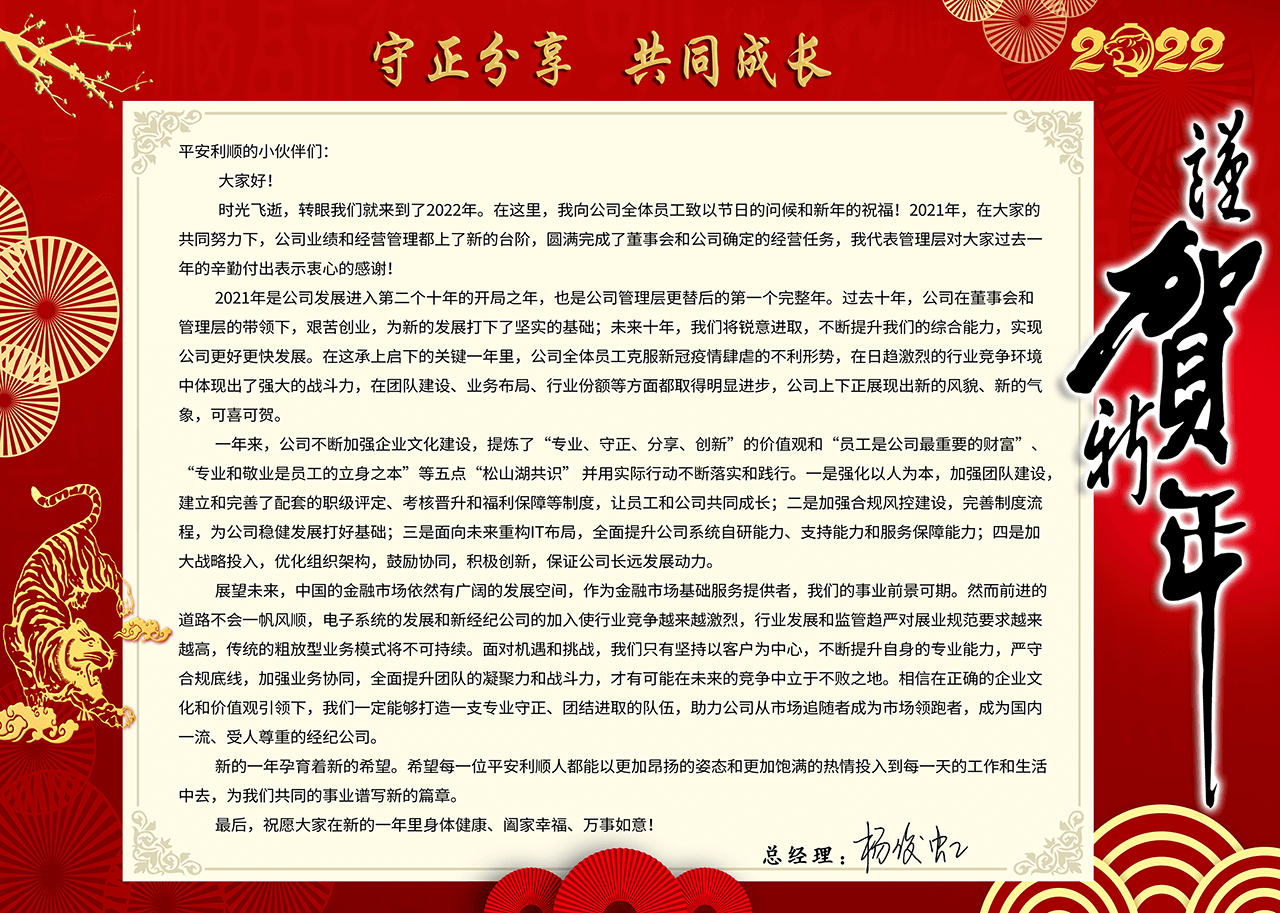 守正分享 共同成长
2022
謹賀新年
平安利顺的小伙伴们：
大家好！
时光飞逝，转眼我们就来到了2022年。在这里，我向公司全体员工致以节日的问候和新年的祝福！2021年，在大家的
共同努力下，公司业绩和经营管理都上了新的台阶，圆满完成了董事会和公司确定的经营任务，我代表管理层对大家过去一
年的辛勤付出表示衷心的感谢！
2021年是公司发展进入第二个十年的开局之年，也是公司管理层更替后的第一个完整年。过去十年，公司在董事会和
管理层的带领下，艰苦创业，为新的发展打下了坚实的基础；未来十年，我们将锐意进取，不断提升我们的综合能力，实现
公司更好更快发展。在这承上启下的关键一年里，公司全体员工克服新冠疫情肆虐的不利形势，在日趋激烈的行业竞争环境
中体现出了强大的战斗力，在团队建设、业务布局、行业份额等方面都取得明显进步，公司上下正展现出新的风貌、新的气
象，可喜可贺。
一年来，公司不断加强企业文化建设，提炼了“专业、守正、分享、创新”的价值观和“员工是公司最重要的财富”、
“专业和敬业是员工的立身之本”等五点“松山湖共识” 并用实际行动不断落实和践行。一是强化以人为本，加强团队建设，
建立和完善了配套的职级评定、考核晋升和福利保障等制度，让员工和公司共同成长；二是加强合规风控建设，完善制度流
程，为公司稳健发展打好基础；三是面向未来重构IT布局，全面提升公司系统自研能力、支持能力和服务保障能力；四是加
大战略投入，优化组织架构，鼓励协同，积极创新，保证公司长远发展动力。
展望未来，中国的金融市场依然有广阔的发展空间，作为金融市场基础服务提供者，我们的事业前景可期。然而前进的
道路不会一帆风顺，电子系统的发展和新经纪公司的加入使行业竞争越来越激烈，行业发展和监管趋严对展业规范要求越来
越高，传统的粗放型业务模式将不可持续。面对机遇和挑战，我们只有坚持以客户为中心，不断提升自身的专业能力，严守
合规底线，加强业务协同，全面提升团队的凝聚力和战斗力，才有可能在未来的竞争中立于不败之地。相信在正确的企业文
化和价值观引领下，我们一定能够打造一支专业守正、团结进取的队伍，助力公司从市场追随者成为市场领跑者，成为国内
一流、受人尊重的经纪公司。
新的一年孕育着新的希望。希望每一位平安利顺人都能以更加昂扬的姿态和更加饱满的热情投入到每一天的工作和生活
中去，为我们共同的事业谱写新的篇章。
最后，祝愿大家在新的一年里身体健康、阖家幸福、万事如意！
总经理：杨俊虹